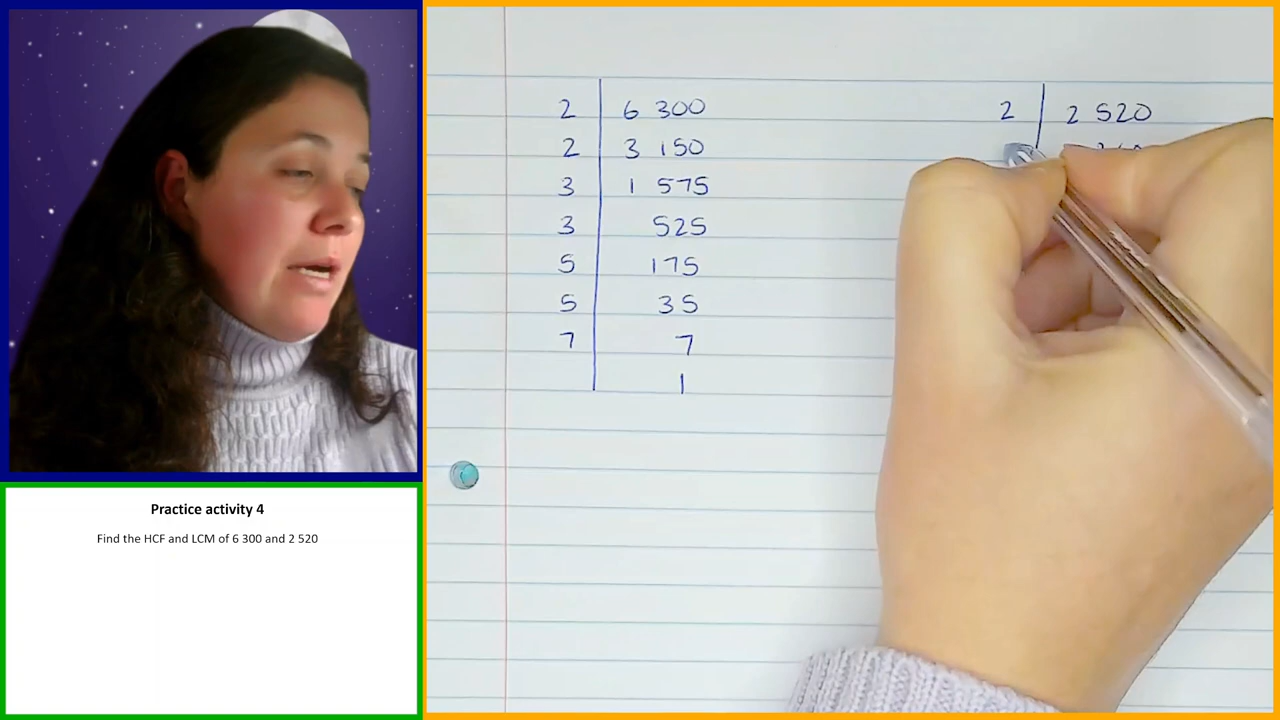 Practice activity 4
Find the HCF and LCM of 6 300 and 2 520
2 6 300
2 3 150
3 1 575
3 525
5 175
5 35
7 7
1
2 2 520